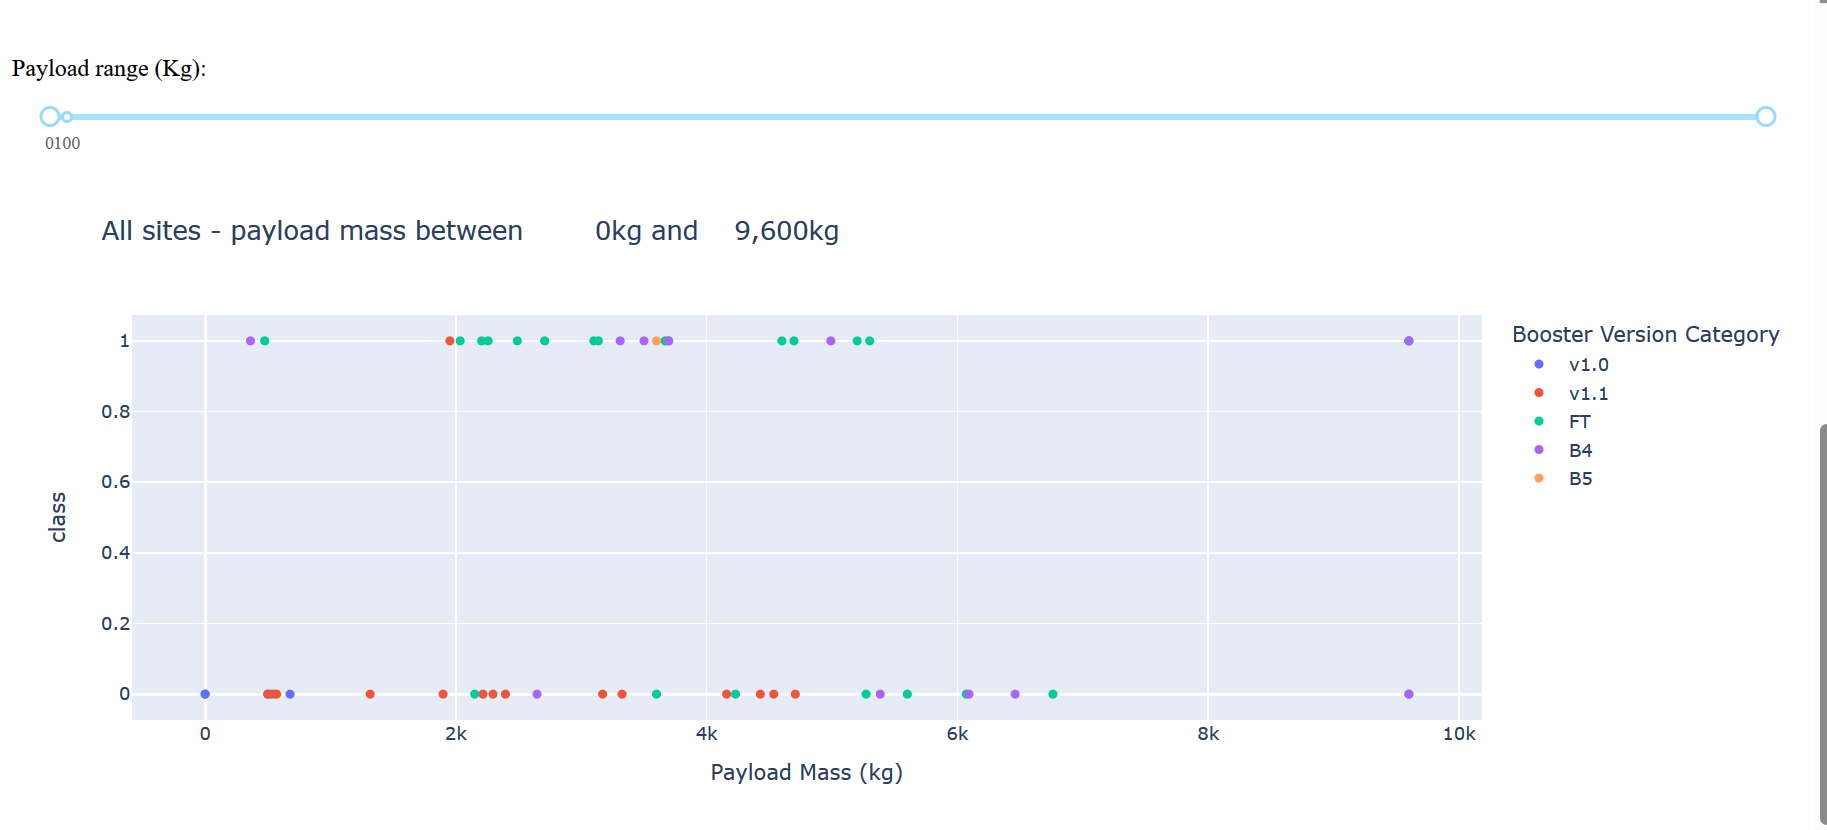 Payload range (Kg):
0100
All sites - payload mass between 0kg and 9,600kg
1
0.8
0.6
0.4
0.2
0
class
0 2k 4k 6k 8k 10k
Payload Mass (kg)
Booster Version Category
v1.0
v1.1
FT
B4
B5